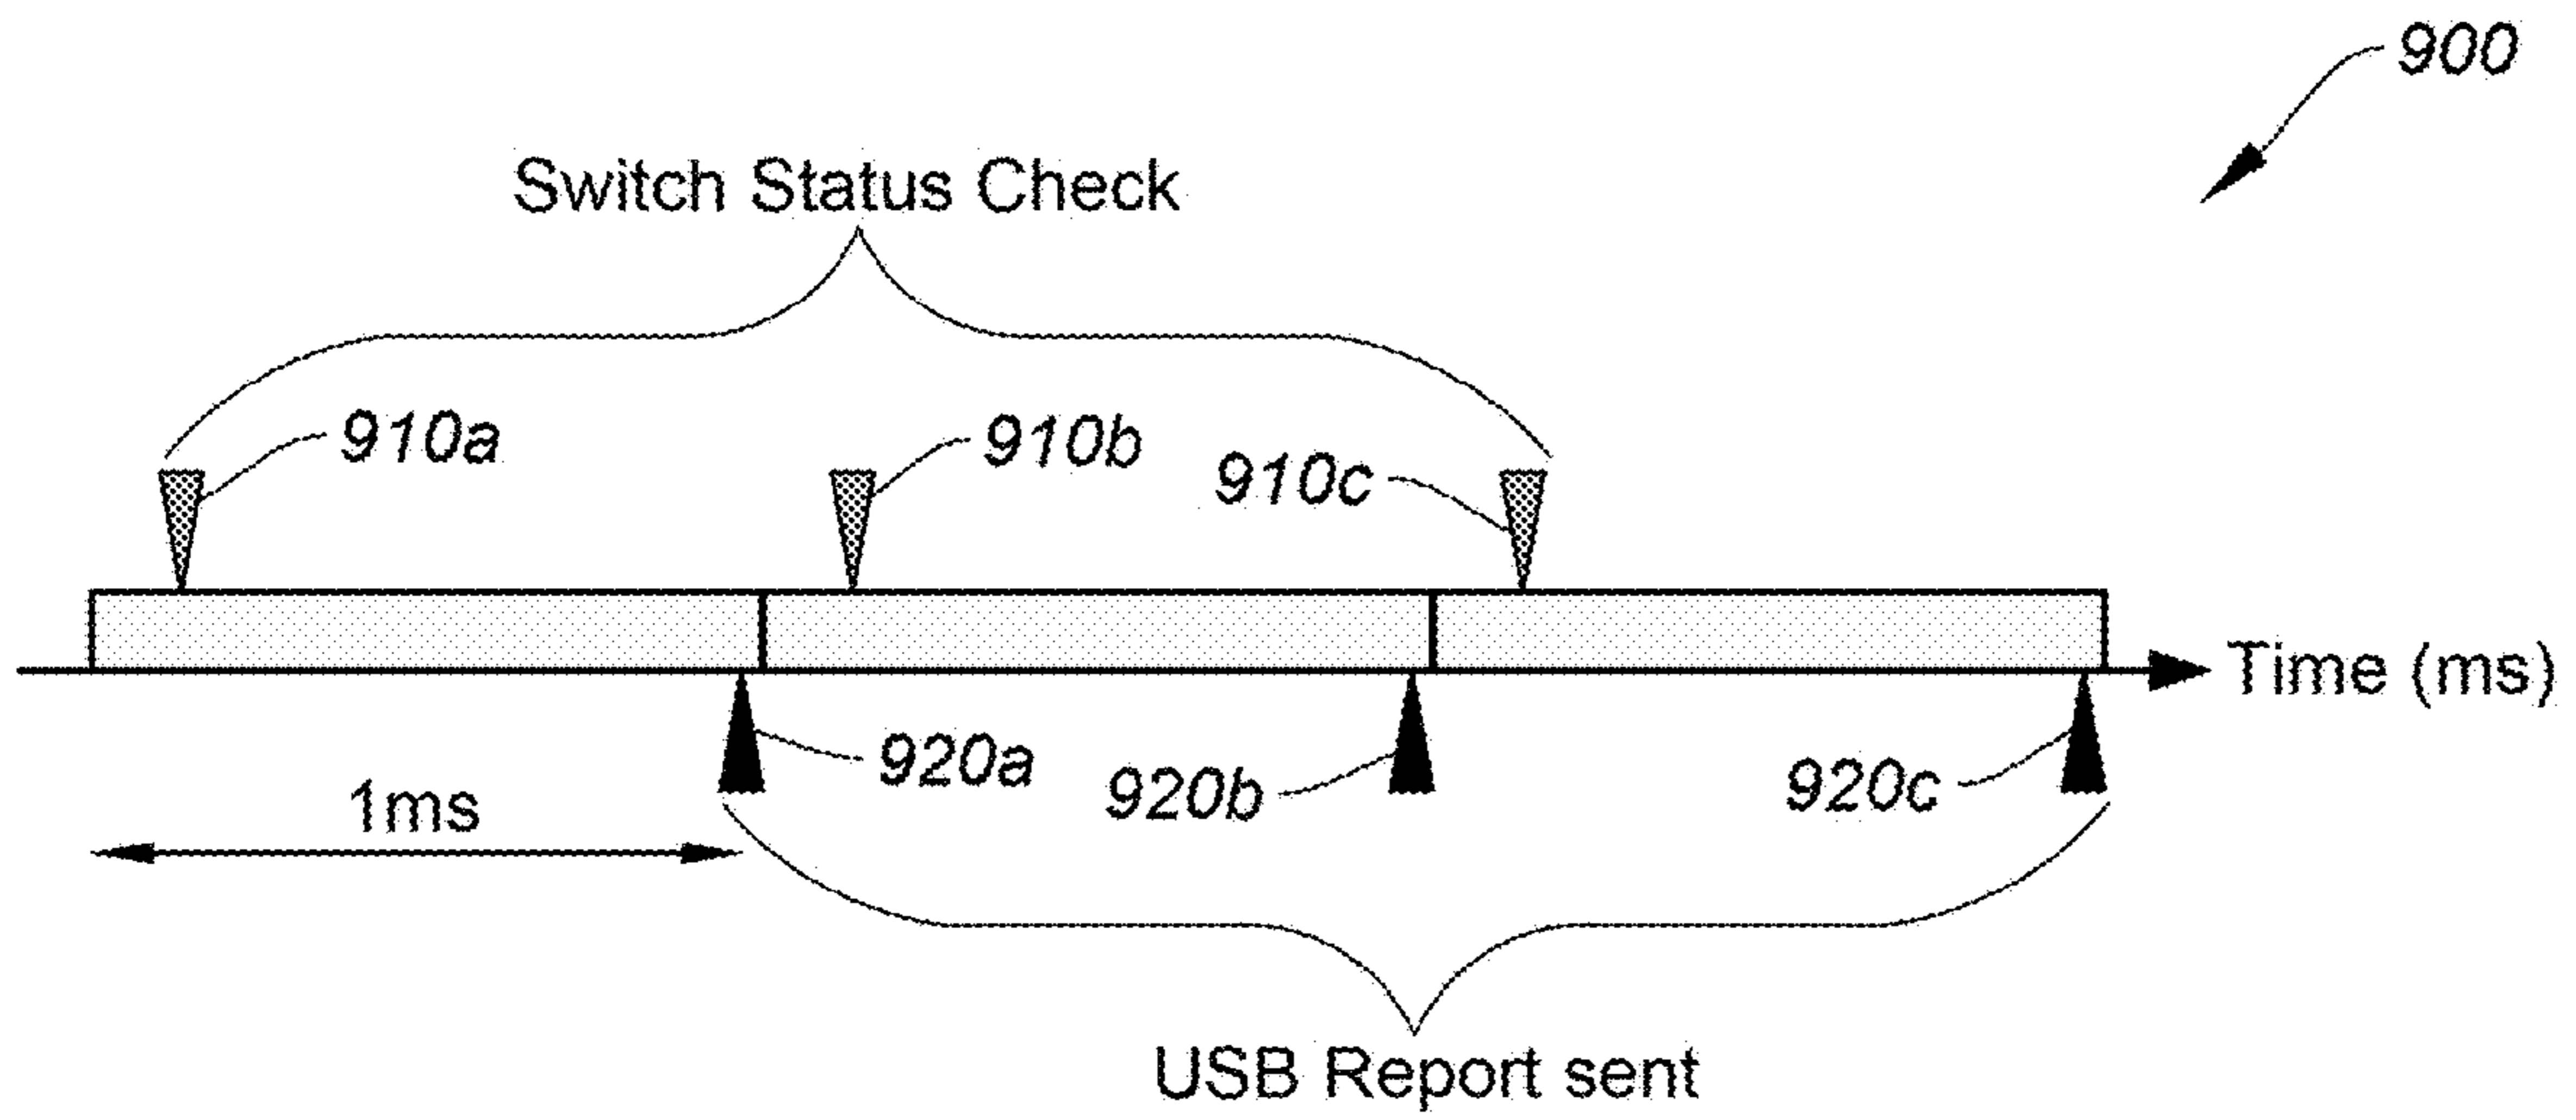 900
Switch Status Check
910a
910b
910c
Time (ms)
920a
920b
920c
1ms
USB Report sent